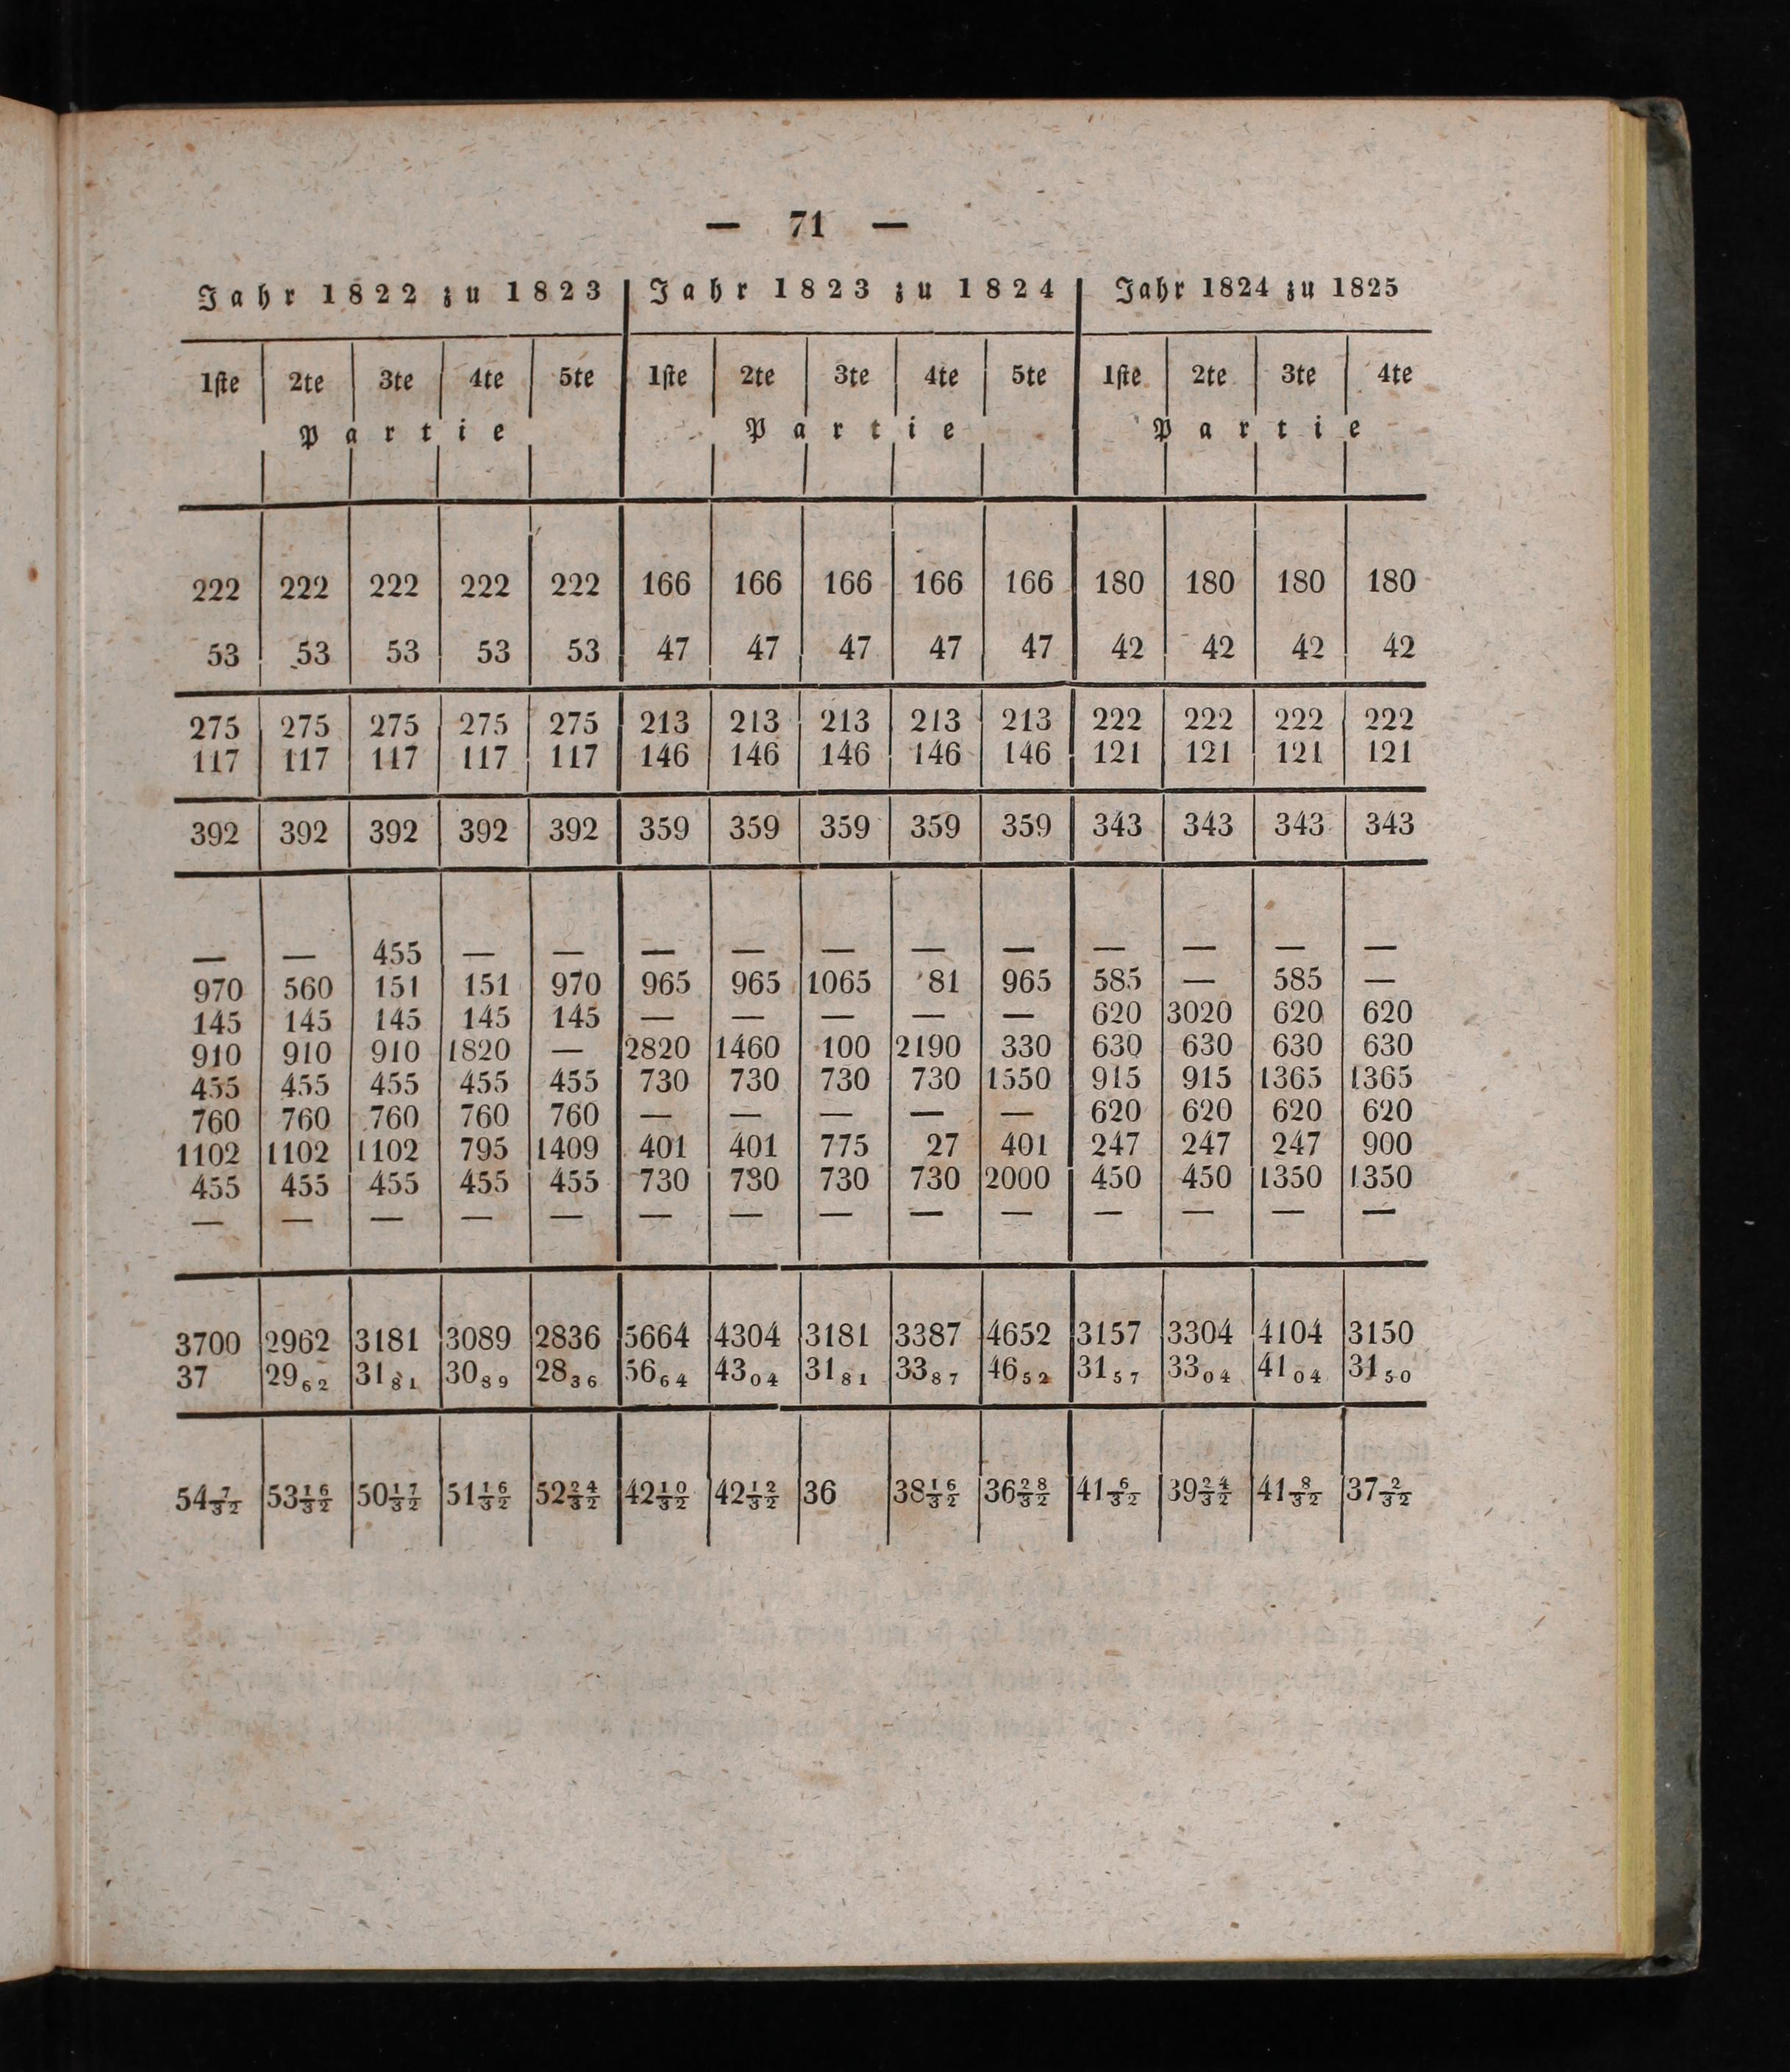 — 71 —
Jahr 1822 zu 1823 Jahr 1823 zu 1824 Jahr 1824 zu 1825
1ſte 2te 3te 4te 5te 1ſte 2te 3te 4te 5te 1ſte 2te 3te 4te
Partie Partie Partie
222 222 222 222 222 166 166 166 166 166 180 180 180 180
53 53 53 53 53 47 47 47 47 47 42 42 42 42
275 275 275 275 275 213 213 213 213 213 222 222 222 222
117 117 117 117 117 146 146 146 146 146 121 121 121 121
392 392 392 392 392 359 359 359 359 359 343 343 343 343
— — 455 — — — — — — — — — — —
970 560 151 151 970 965 965 1065 81 965 585 — 585 —
145 145 145 145 145 — — — — — 620 3020 620 620
910 910 910 1820 — 2820 1460 100 2190 330 630 630 630 630
455 455 455 455 455 730 730 730 730 1550 915 915 1365 1365
760 760 760 760 760 — — — — — 620 620 620 620
1102 1102 1102 795 1409 401 401 775 27 401 247 247 247 900
455 455 455 455 455 730 730 730 730 2000 450 450 1350 1350
— — — — — — — — — — — — — —
3700 2962 3181 3089 2836 5664 4304 3181 3387 4652 3157 3304 4104 3150
37 29₆₂ 31₈₁ 30₈₉ 28₃₆ 56₆₄ 43₀₄ 31₈₁ 33₈₇ 46₅₂ 31₅₇ 33₀₄ 41₀₄ 31₅₀
54 7/32 53 16/32 50 17/32 51 16/32 52 24/32 42 10/32 42 12/32 36 38 16/32 36 28/32 41 6/32 39 24/32 41 8/32 37 2/32